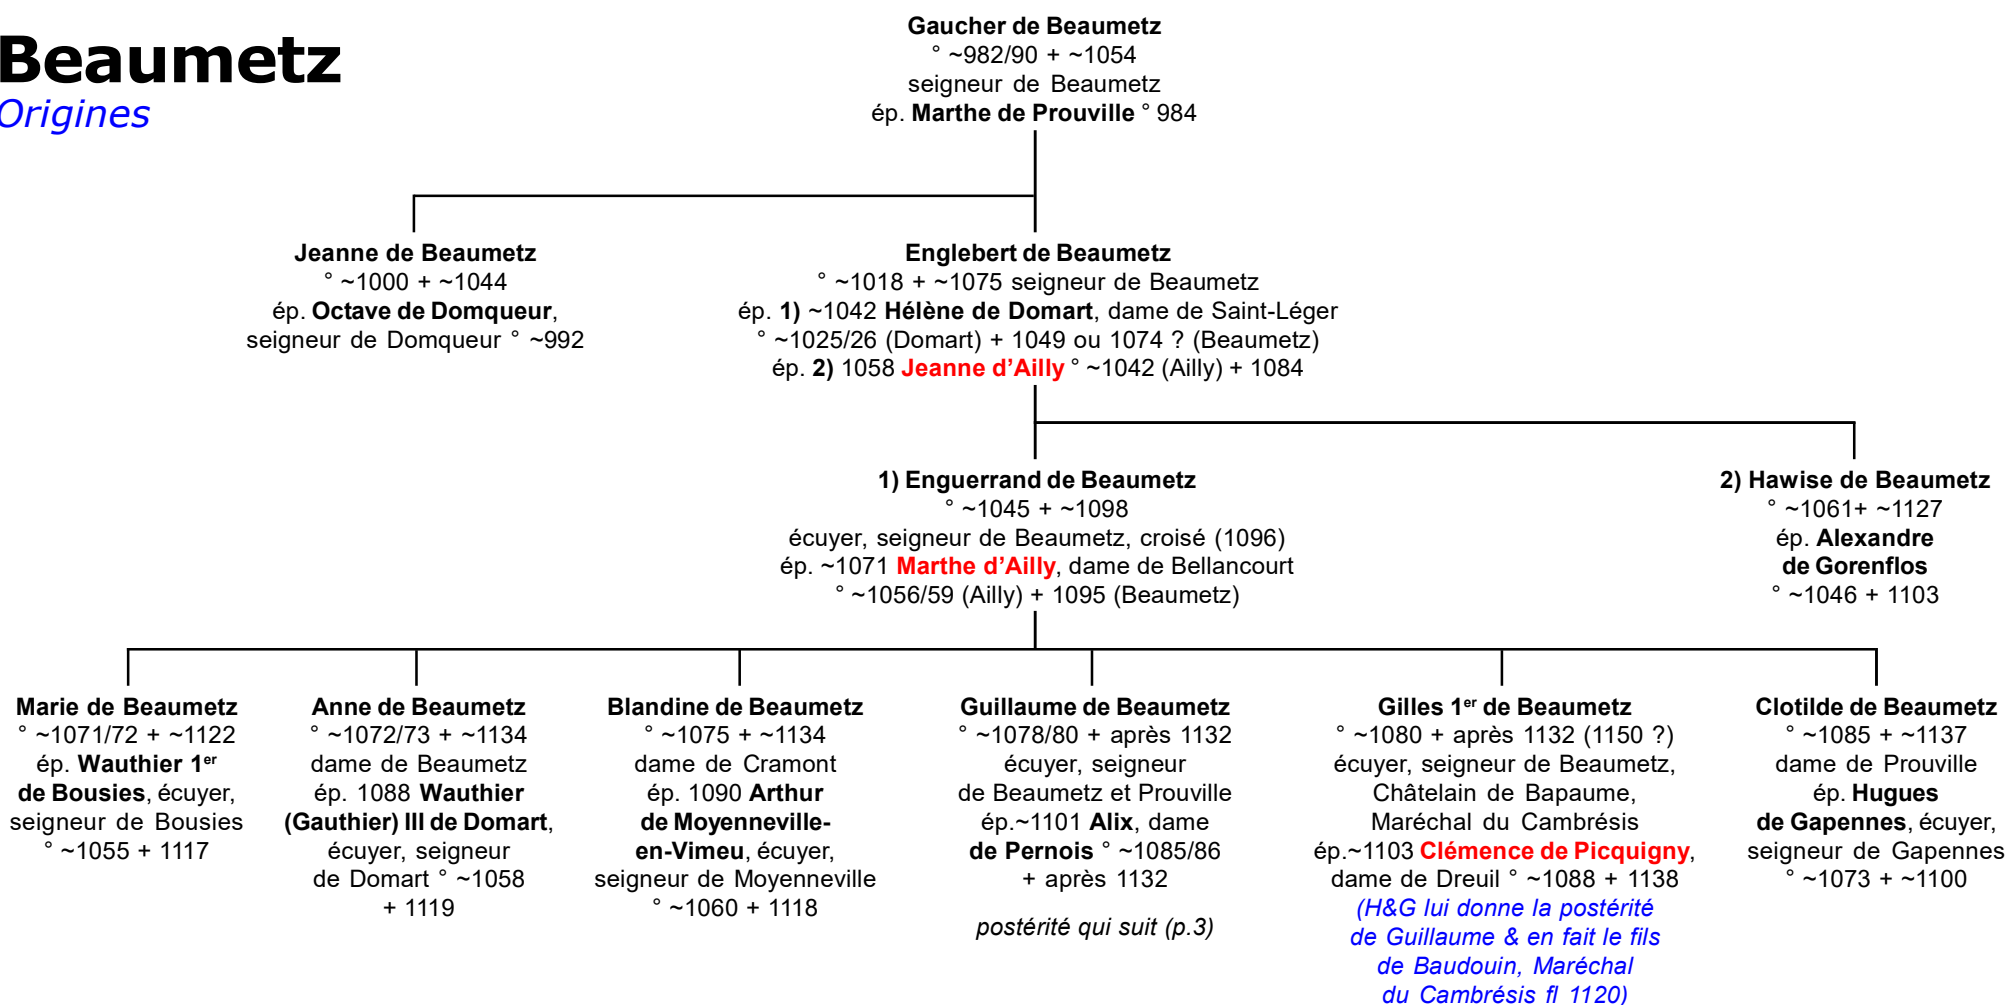 Beaumetz
Origines
Gaucher de Beaumetz
° ~982/90 + ~1054
seigneur de Beaumetz
ép. Marthe de Prouville ° 984
Jeanne de Beaumetz
° ~1000 + ~1044
ép. Octave de Domqueur,
seigneur de Domqueur ° ~992
Englebert de Beaumetz
° ~1018 + ~1075 seigneur de Beaumetz
ép. 1) ~1042 Hélène de Domart, dame de Saint-Léger
° ~1025/26 (Domart) + 1049 ou 1074 ? (Beaumetz)
ép. 2) 1058 Jeanne d’Ailly ° ~1042 (Ailly) + 1084
1) Enguerrand de Beaumetz
° ~1045 + ~1098
écuyer, seigneur de Beaumetz, croisé (1096)
ép. ~1071 Marthe d’Ailly, dame de Bellancourt
° ~1056/59 (Ailly) + 1095 (Beaumetz)
2) Hawise de Beaumetz
° ~1061+ ~1127
ép. Alexandre
de Gorenflos
° ~1046 + 1103
Marie de Beaumetz
° ~1071/72 + ~1122
ép. Wauthier 1er
de Bousies, écuyer,
seigneur de Bousies
° ~1055 + 1117
Anne de Beaumetz
° ~1072/73 + ~1134
dame de Beaumetz
ép. 1088 Wauthier
(Gauthier) III de Domart,
écuyer, seigneur
de Domart ° ~1058
+ 1119
Blandine de Beaumetz
° ~1075 + ~1134
dame de Cramont
ép. 1090 Arthur
de Moyenneville-
en-Vimeu, écuyer,
seigneur de Moyenneville
° ~1060 + 1118
Guillaume de Beaumetz
° ~1078/80 + après 1132
écuyer, seigneur
de Beaumetz et Prouville
ép.~1101 Alix, dame
de Pernois ° ~1085/86
+ après 1132
postérité qui suit (p.3)
Gilles 1er de Beaumetz
° ~1080 + après 1132 (1150 ?)
écuyer, seigneur de Beaumetz,
Châtelain de Bapaume,
Maréchal du Cambrésis
ép.~1103 Clémence de Picquigny,
dame de Dreuil ° ~1088 + 1138
(H&G lui donne la postérité
de Guillaume & en fait le fils
de Baudouin, Maréchal
du Cambrésis fl 1120)
Clotilde de Beaumetz
° ~1085 + ~1137
dame de Prouville
ép. Hugues
de Gapennes, écuyer,
seigneur de Gapennes
° ~1073 + ~1100